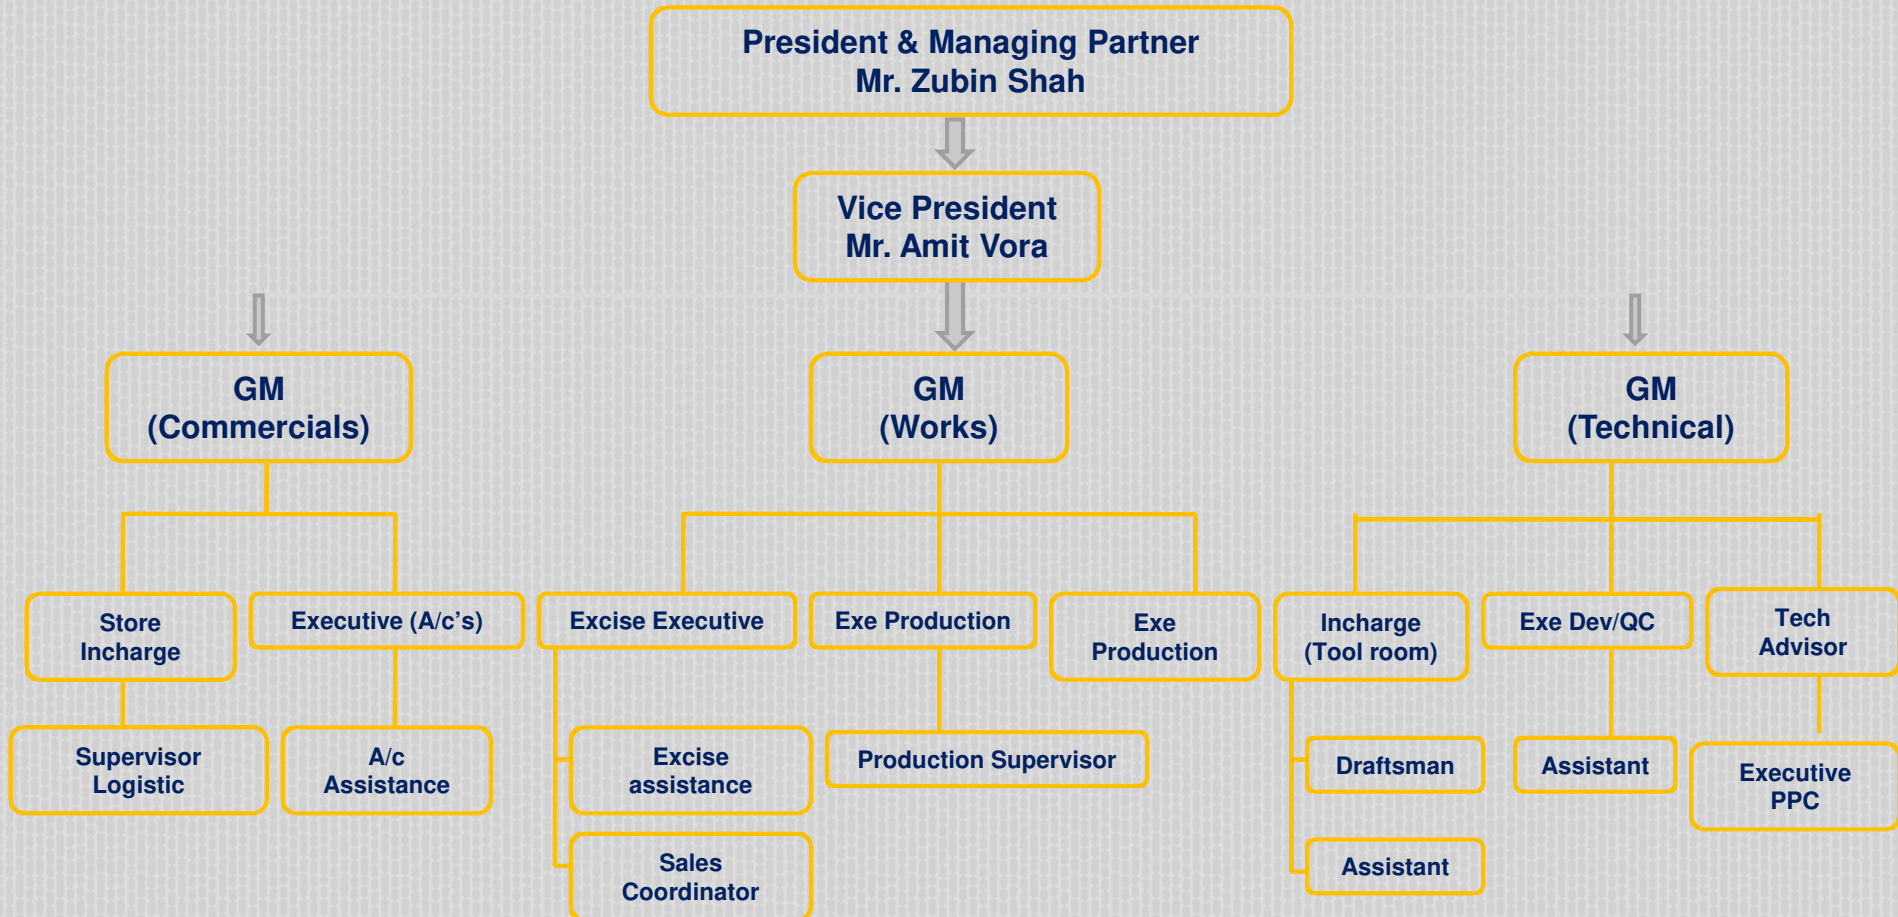 President & Managing Partner
Mr. Zubin Shah
Vice President
Mr. Amit Vora
GM
(Commercials)
GM
(Works)
GM
(Technical)
Store
Incharge
Executive (A/c's)
Excise Executive
Exe Production
Exe
Production
Incharge
(Tool room)
Exe Dev/QC
Tech
Advisor
Supervisor
Logistic
A/c
Assistance
Excise
assistance
Production Supervisor
Draftsman
Assistant
Executive
PPC
Sales
Coordinator
Assistant